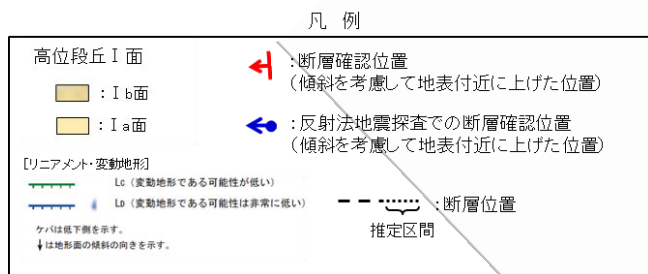 凡 例
高位段丘Ⅰ面
:Ⅰb面
:Ⅰa面
[リニアメント・変動地形]
Lc (変動地形である可能性が低い)
LD (変動地形である可能性は非常に低い)
ケバは低下側を示す。
↓は地形面の傾斜の向きを示す。
:断層確認位置
(傾斜を考慮して地表付近に上げた位置)
:反射法地震探査での断層確認位置
(傾斜を考慮して地表付近に上げた位置)
:断層位置
推定区間